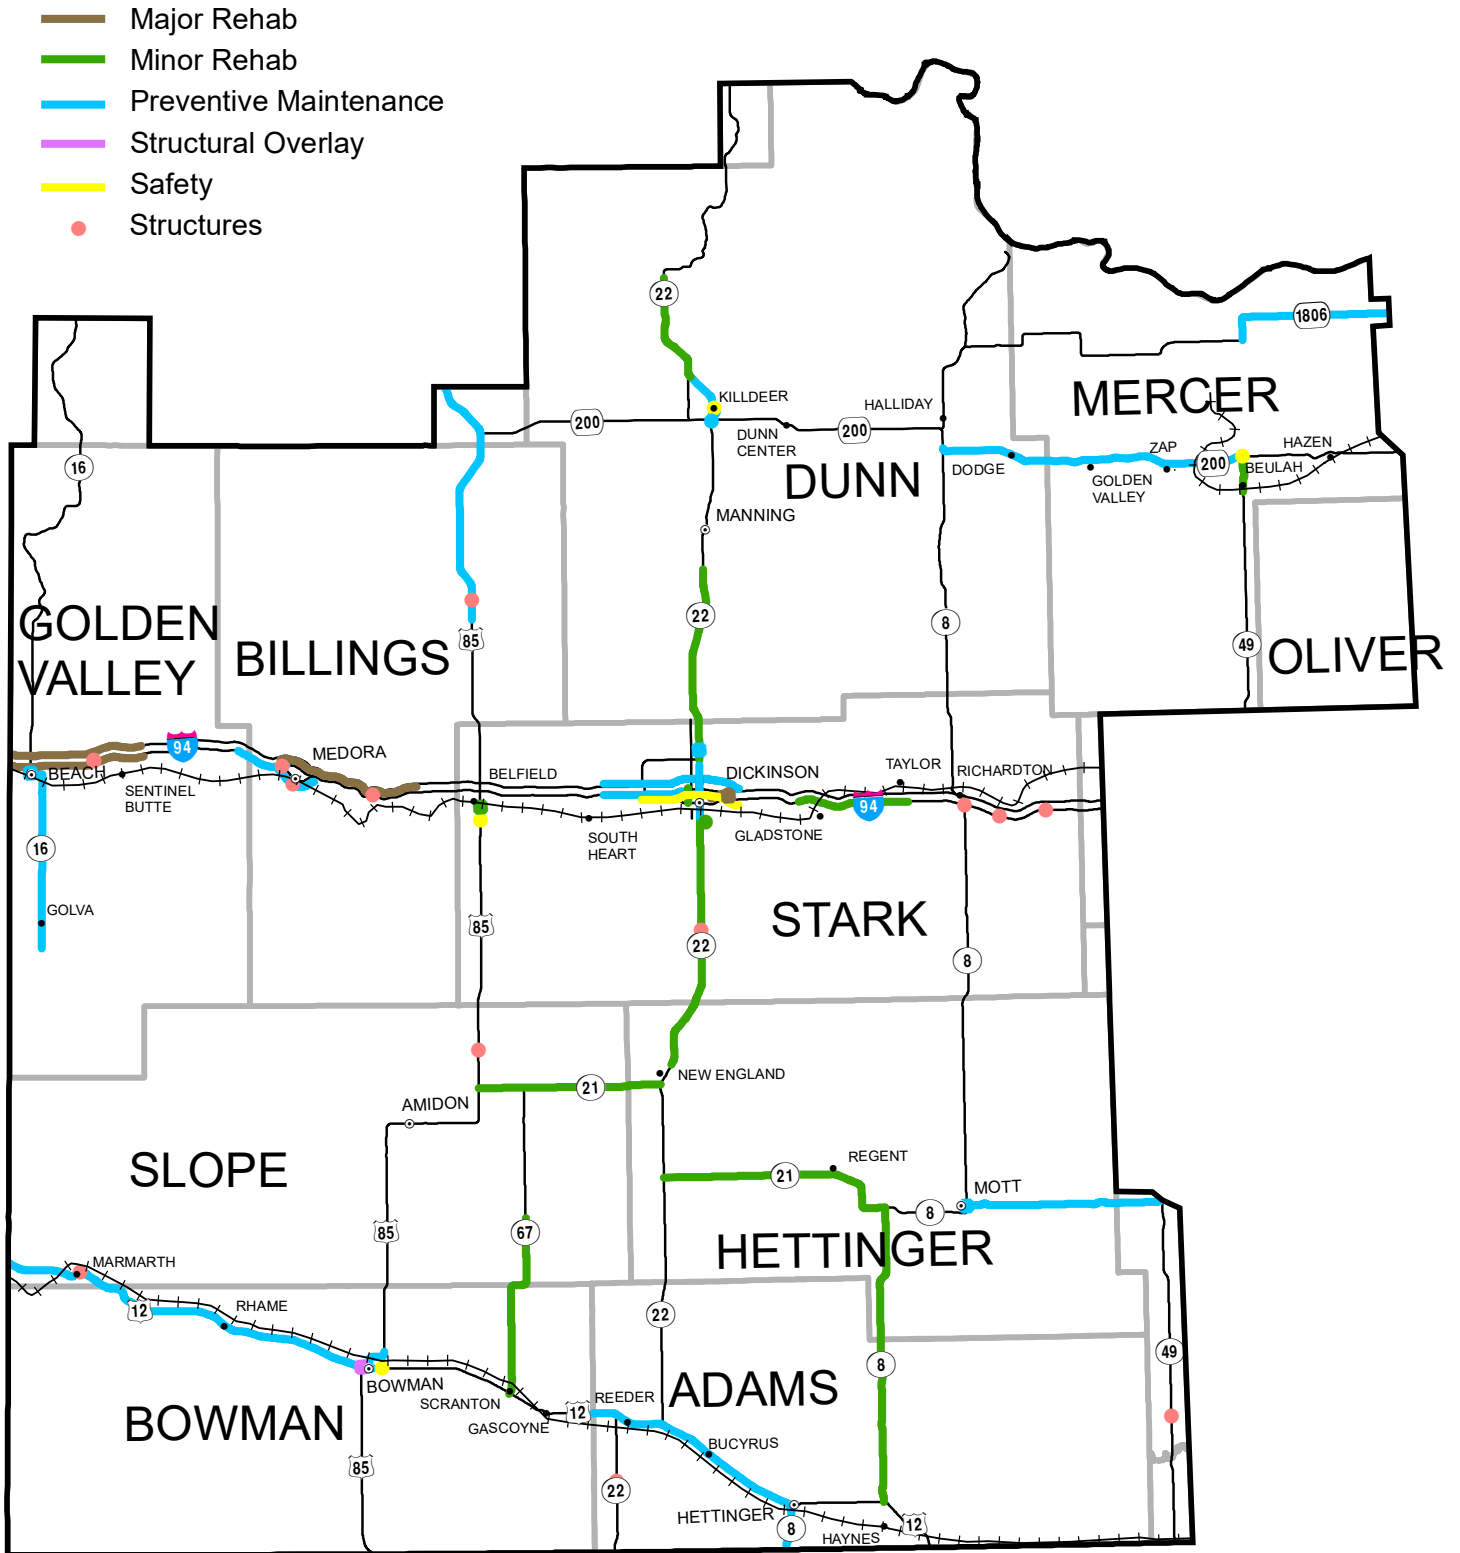 Major Rehab
Minor Rehab
Preventive Maintenance
Structural Overlay
Safety
Structures
22
1806
KILLDEER
MERCER
200
HALLIDAY
DUNN
CENTER
200
16
ZAP
HAZEN
DODGE
200
BEULAH
GOLDEN
VALLEY
DUNN
MANNING
GOLDEN
VALLEY
22
8
85
BILLINGS
49
OLIVER
94
MEDORA
BEACH
SENTINEL
BUTTE
BELFIELD
DICKINSON
TAYLOR
RICHARDTON
94
SOUTH
HEART
GLADSTONE
16
GOLVA
85
STARK
22
8
NEW ENGLAND
21
AMIDON
SLOPE
REGENT
21
MOTT
8
85
67
HETTINGER
MARMARTH
12
RHAME
22
49
8
BOWMAN
SCRANTON
REEDER
ADAMS
12
GASCOYNE
BOWMAN
BUCYRUS
85
22
HETTINGER
8
HAYNES
12